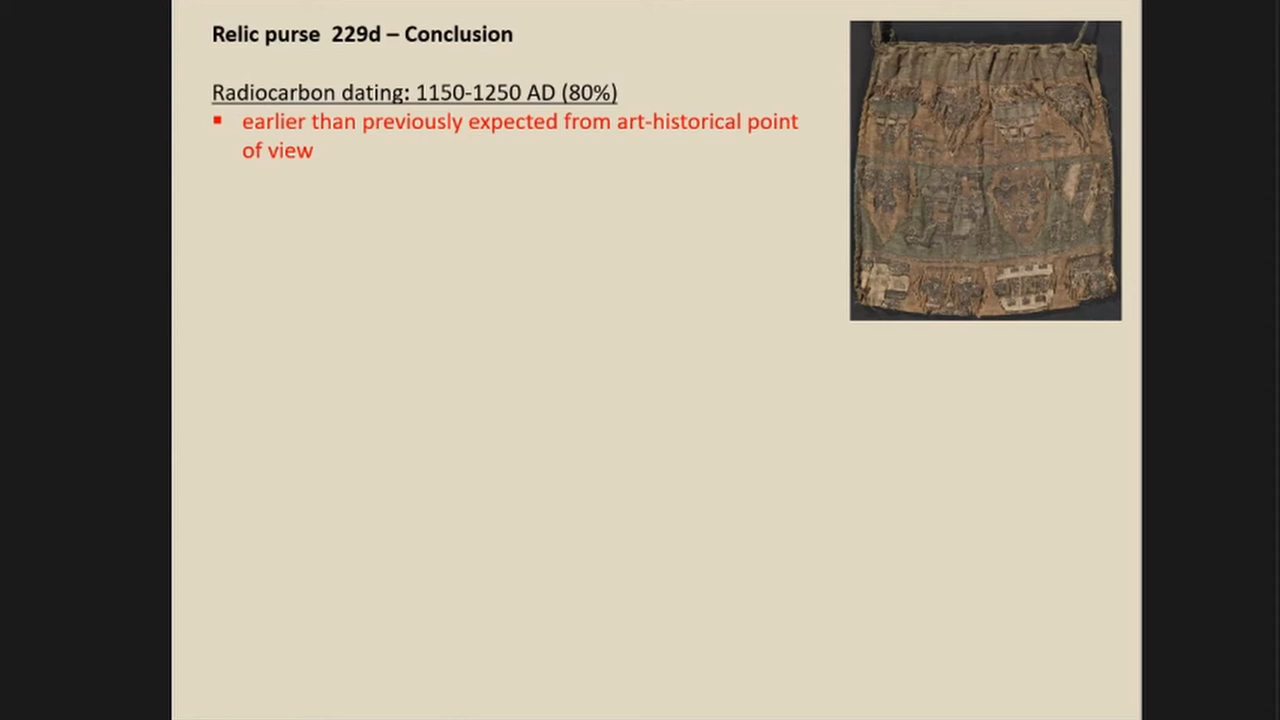 Relic purse 229d – Conclusion
Radiocarbon dating: 1150-1250 AD (80%)
▪ earlier than previously expected from art-historical point
of view